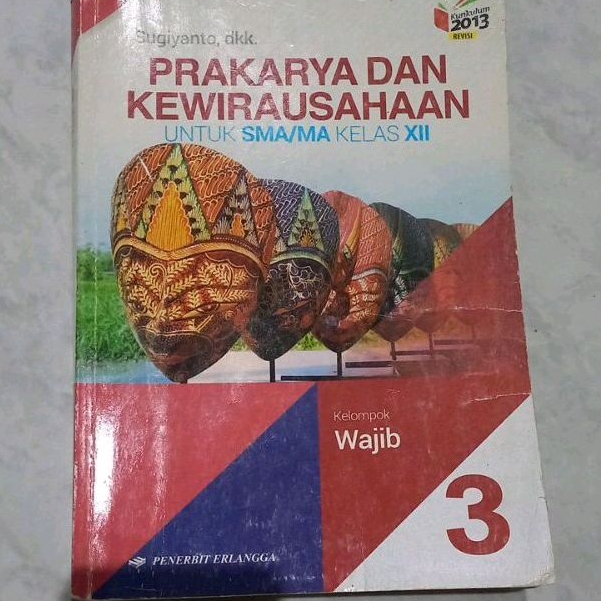 Kurikulum
2013
REVISI
Sugiyanto, dkk.
PRAKARYA DAN
KEWIRAUSAHAAN
UNTUK SMA/MA KELAS XII
Kelompok
Wajib
3
PENERBIT ERLANGGA